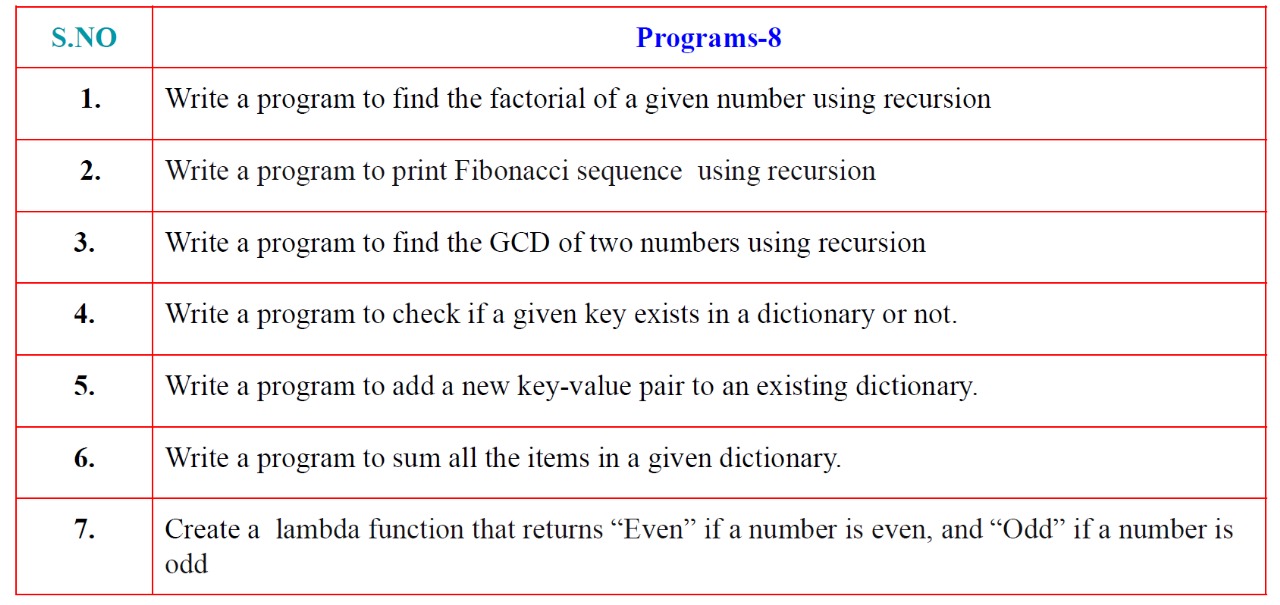 S.NO Programs-8
1. Write a program to find the factorial of a given number using recursion
2. Write a program to print Fibonacci sequence  using recursion
3. Write a program to find the GCD of two numbers using recursion
4. Write a program to check if a given key exists in a dictionary or not.
5. Write a program to add a new key-value pair to an existing dictionary.
6. Write a program to sum all the items in a given dictionary.
7. Create a  lambda function that returns “Even” if a number is even, and “Odd” if a number is
odd